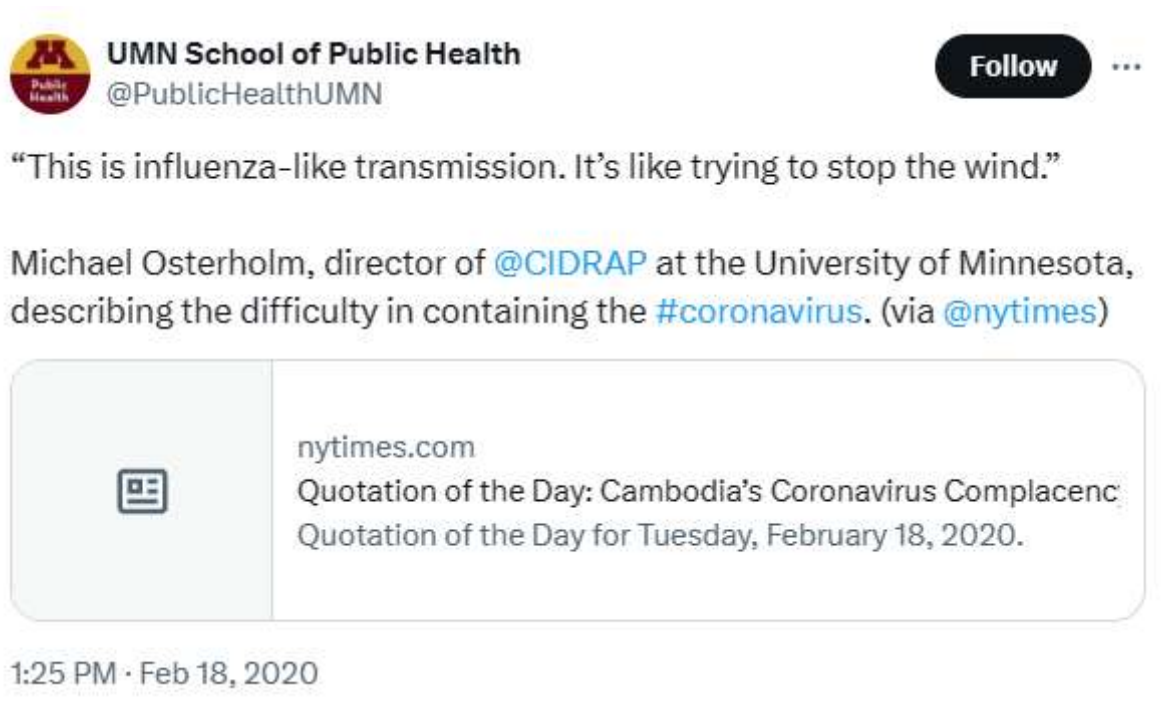 UMN School of Public Health
@PublicHealthUMN
Follow
Public
Health
“This is influenza-like transmission. It’s like trying to stop the wind.”
Michael Osterholm, director of @CIDRAP at the University of Minnesota,
describing the difficulty in containing the #coronavirus. (via @nytimes)
nytimes.com
Quotation of the Day: Cambodia’s Coronavirus Complacenc
Quotation of the Day for Tuesday, February 18, 2020.
1:25 PM · Feb 18, 2020